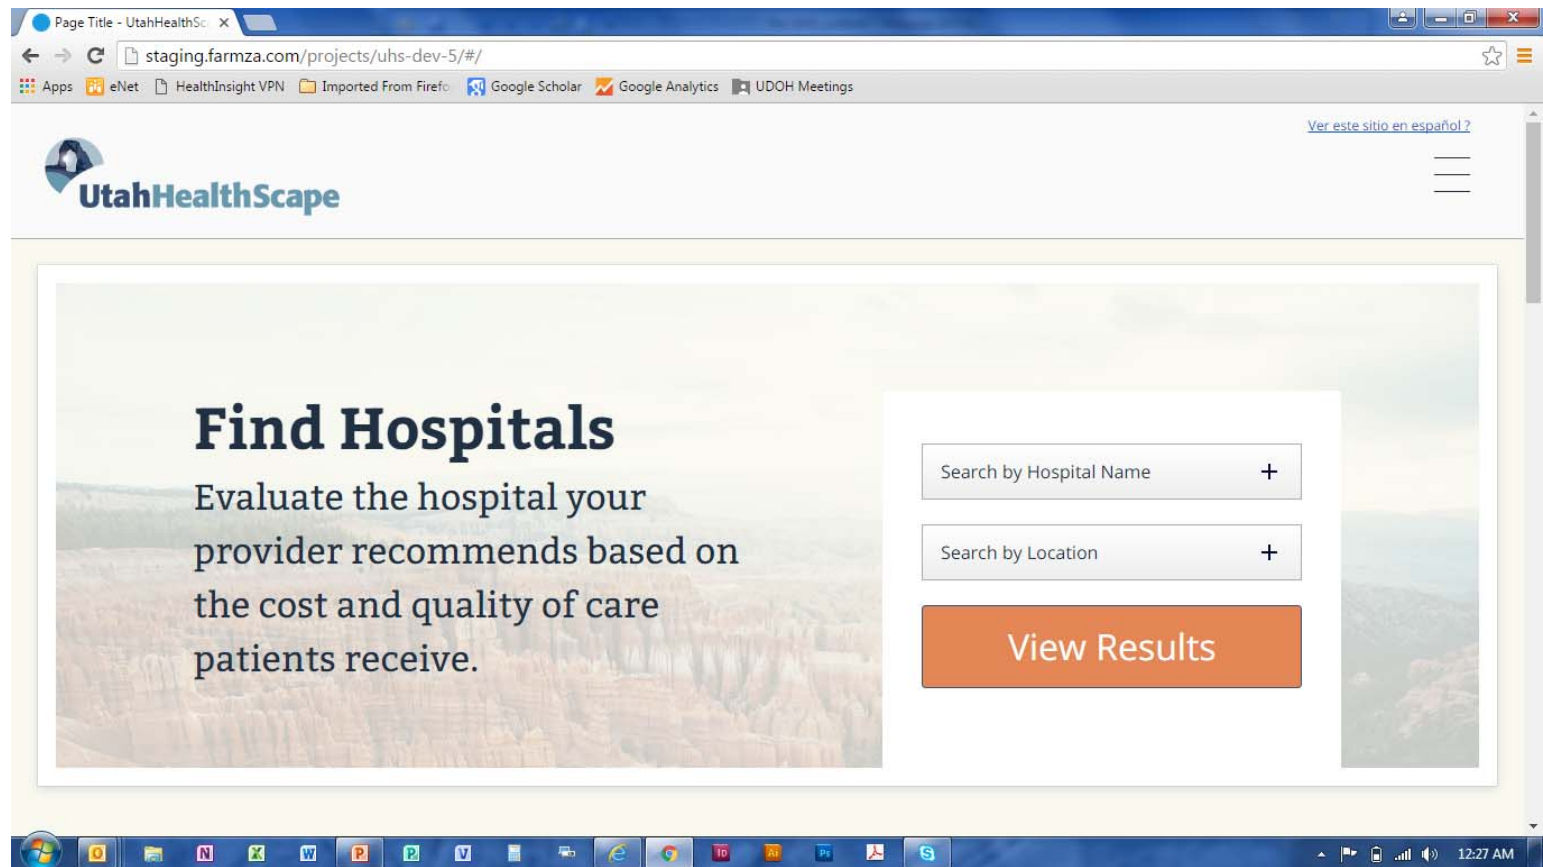 Page Title - UtahHealthSc
staging.farmza.com/projects/uhs-dev-5/#/
Apps eNet HealthInsight VPN Imported From Firefo Google Scholar Google Analytics UDOH Meetings
Ver este sitio en español ?
UtahHealthScape
Find Hospitals
Evaluate the hospital your
provider recommends based on
the cost and quality of care
patients receive.
Search by Hospital Name +
Search by Location +
View Results
12:27 AM